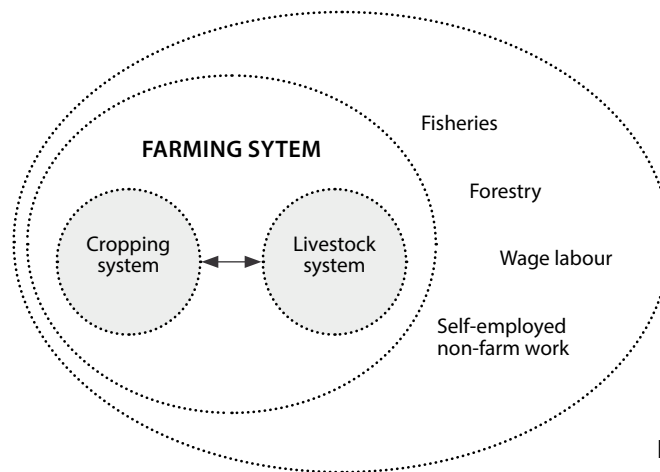 Fisheries
FARMING SYTEM
Forestry
Cropping
system
Livestock
system
Wage labour
Self-employed
non-farm work